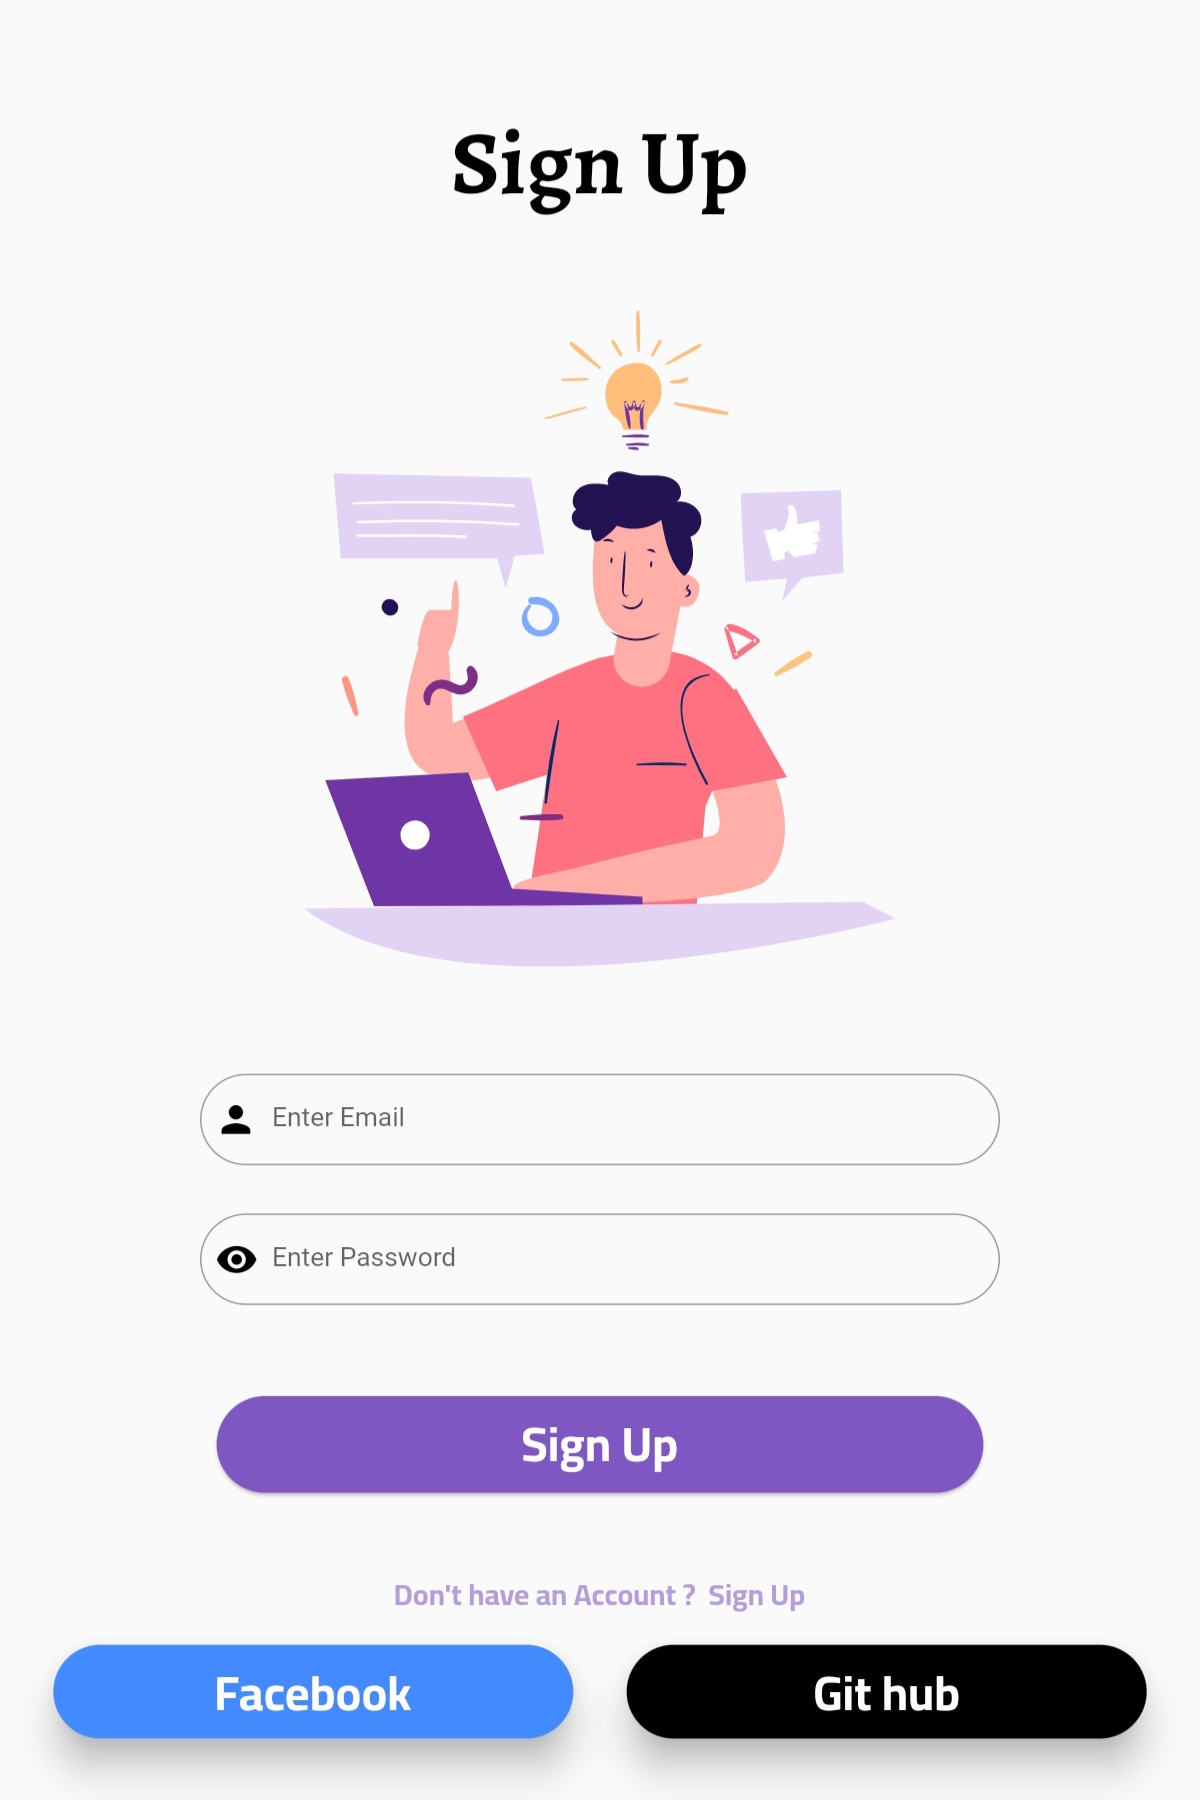 Sign Up
Enter Email
Enter Password
Sign Up
Don't have an Account ?  Sign Up
Facebook
Git hub